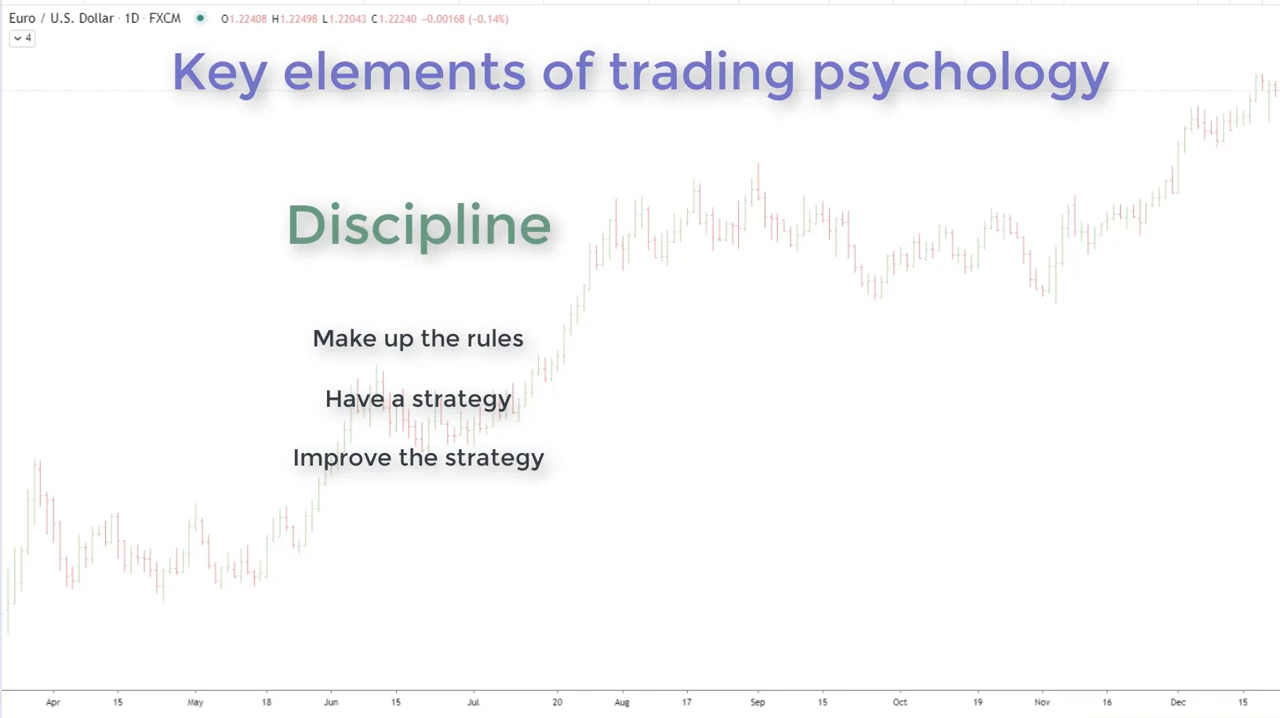 Euro / U.S. Dollar · 1D · FXCM O1.22408 H1.22498 L1.22043 C1.22240 −0.00168 (−0.14%)
4
Key elements of trading psychology
Discipline
Make up the rules
Have a strategy
Improve the strategy
Apr 15 May 18 Jun 15 Jul 20 Aug 17 Sep 15 Oct 19 Nov 16 Dec 15